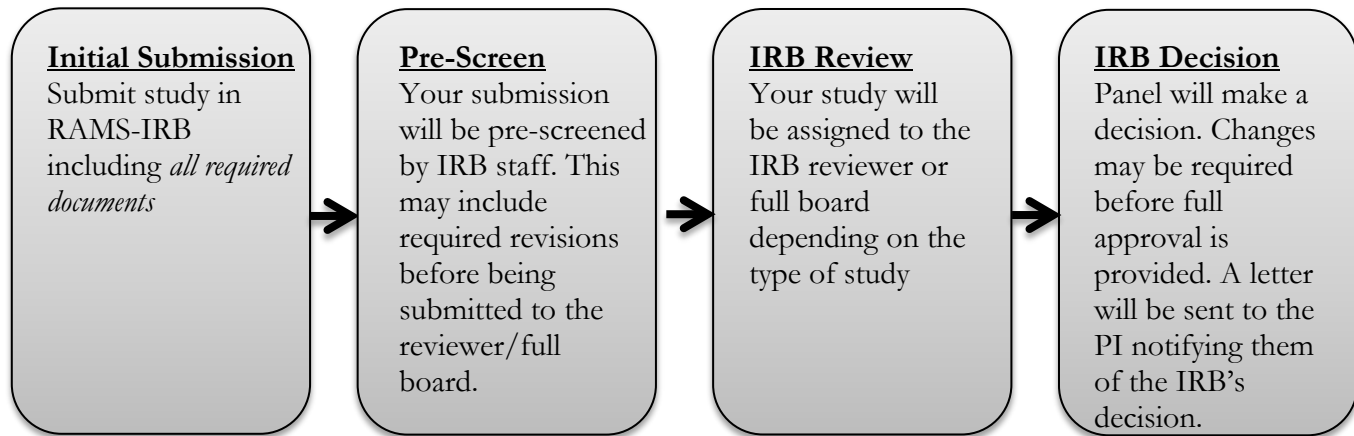 Initial Submission
Submit study in
RAMS-IRB
including all required
documents
Pre-Screen
Your submission
will be pre-screened
by IRB staff. This
may include
required revisions
before being
submitted to the
reviewer/full
board.
IRB Review
Your study will
be assigned to the
IRB reviewer or
full board
depending on the
type of study
IRB Decision
Panel will make a
decision. Changes
may be required
before full
approval is
provided. A letter
will be sent to the
PI notifying them
of the IRB’s
decision.